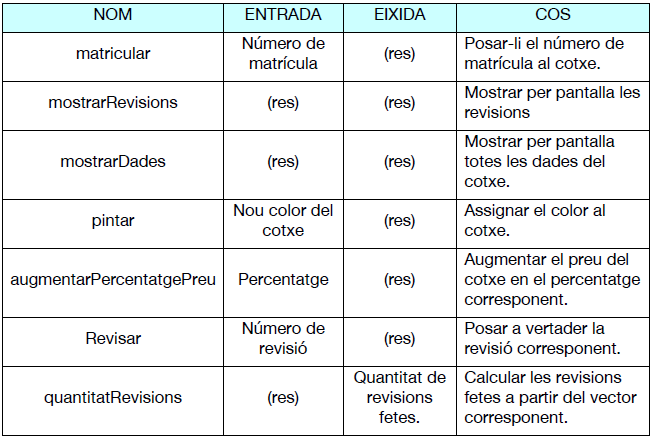 NOM ENTRADA EIXIDA COS
matricular
Número de
matrícula
(res)
Posar-li el número de
matrícula al cotxe.
mostrarRevisions
(res)
(res)
Mostrar per pantalla les
revisions
mostrarDades
(res)
(res)
Mostrar per pantalla
totes les dades del
cotxe.
pintar
Nou color del
cotxe
(res)
Assignar el color al
cotxe.
augmentarPercentatgePreu
Percentatge
(res)
Augmentar el preu del
cotxe en el percentatge
corresponent.
Revisar
Número de
revisió
(res)
Posar a vertader la
revisió corresponent.
quantitatRevisions
(res)
Quantitat de
revisions
fetes.
Calcular les revisions
fetes a partir del vector
corresponent.